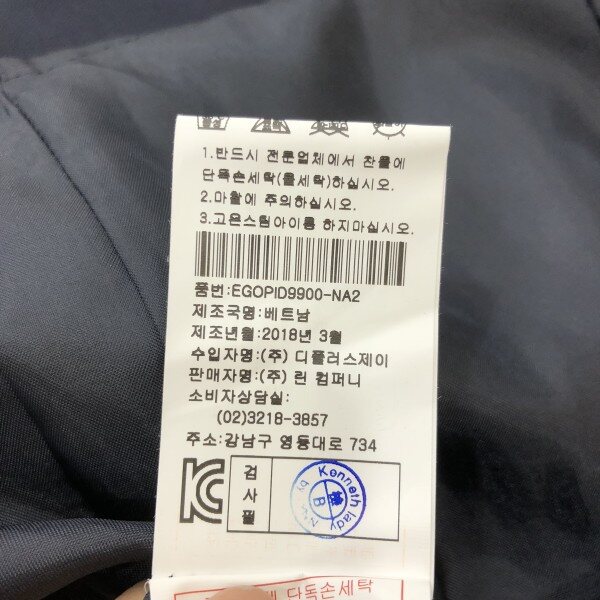 1.반드시 전문업체에서 찬물에
단독손세탁(울세탁)하십시오.
2.마찰에 주의하십시오.
3.고온스팀아이롱 하지마십시오.
품번:EGOPID9900-NA2
제조국명:베트남
제조년월:2018년 3월
수입자명:(주) 디플러스제이
판매자명:(주) 린 컴퍼니
소비자상담실:
(02)3218-3857
주소:강남구 영동대로 734
검
사
필
by Kenneth lady
B
단독손세탁